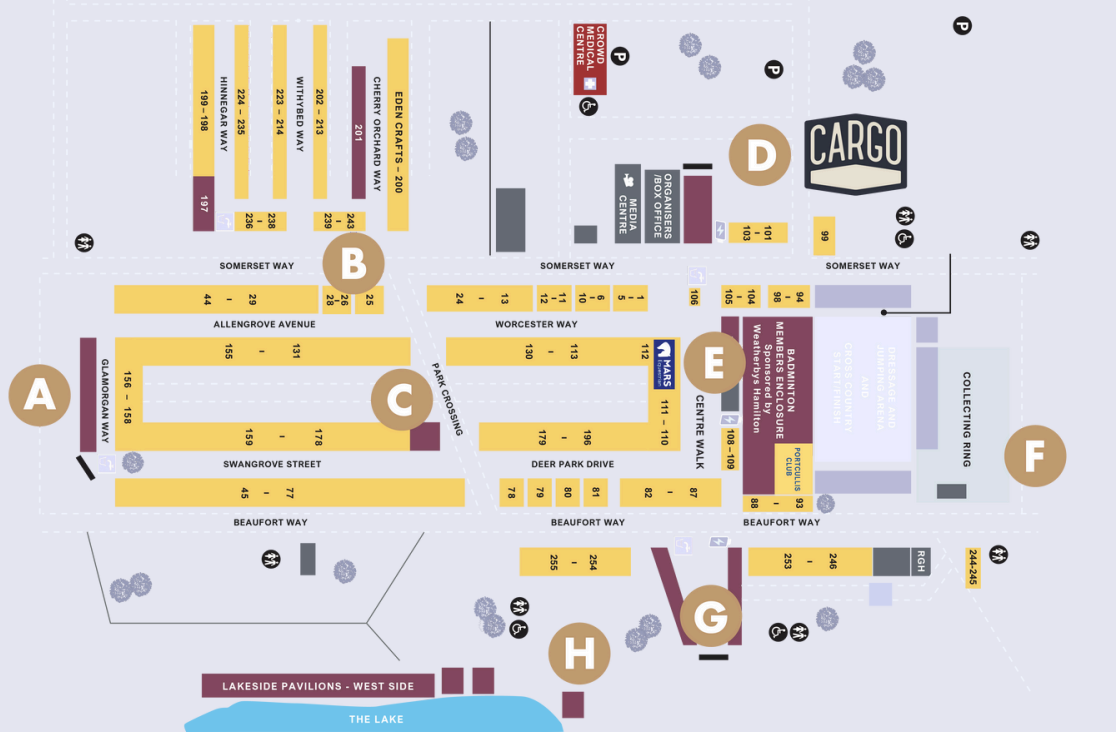 CROWD
MEDICAL
CENTRE
P
P
P
199 – 198
HINNEGAR WAY
224 – 235
223 – 214
WITHYBED WAY
202 – 213
201
CHERRY ORCHARD WAY
EDEN CRAFTS – 200
197
236 - 238
239 - 243
CARGO
D
MEDIA
CENTRE
ORGANISERS
/BOX OFFICE
103 - 101
99
SOMERSET WAY
SOMERSET WAY
SOMERSET WAY
B
44 - 29
28 - 26
25
24 - 13
12 - 11
10 - 6
5 - 1
106
105 - 104
98 - 94
ALLENGROVE AVENUE
WORCESTER WAY
155 - 131
130 - 113
112
MARS
Equestrian
E
BADMINTON
MEMBERS ENCLOSURE
Sponsored by
Weatherbys Hamilton
DRESSAGE AND
JUMPING ARENA
AND
CROSS COUNTRY
START/FINISH
COLLECTING RING
A
GLAMORGAN WAY
156 – 158
C
PARK CROSSING
111 – 110
CENTRE WALK
159 - 178
179 - 196
108–109
PORTCULLIS
CLUB
F
SWANGROVE STREET
DEER PARK DRIVE
45 - 77
78
79
80
81
82 - 87
88 - 93
BEAUFORT WAY
BEAUFORT WAY
BEAUFORT WAY
255 - 254
253 - 246
RGH
244-245
G
H
LAKESIDE PAVILIONS - WEST SIDE
THE LAKE